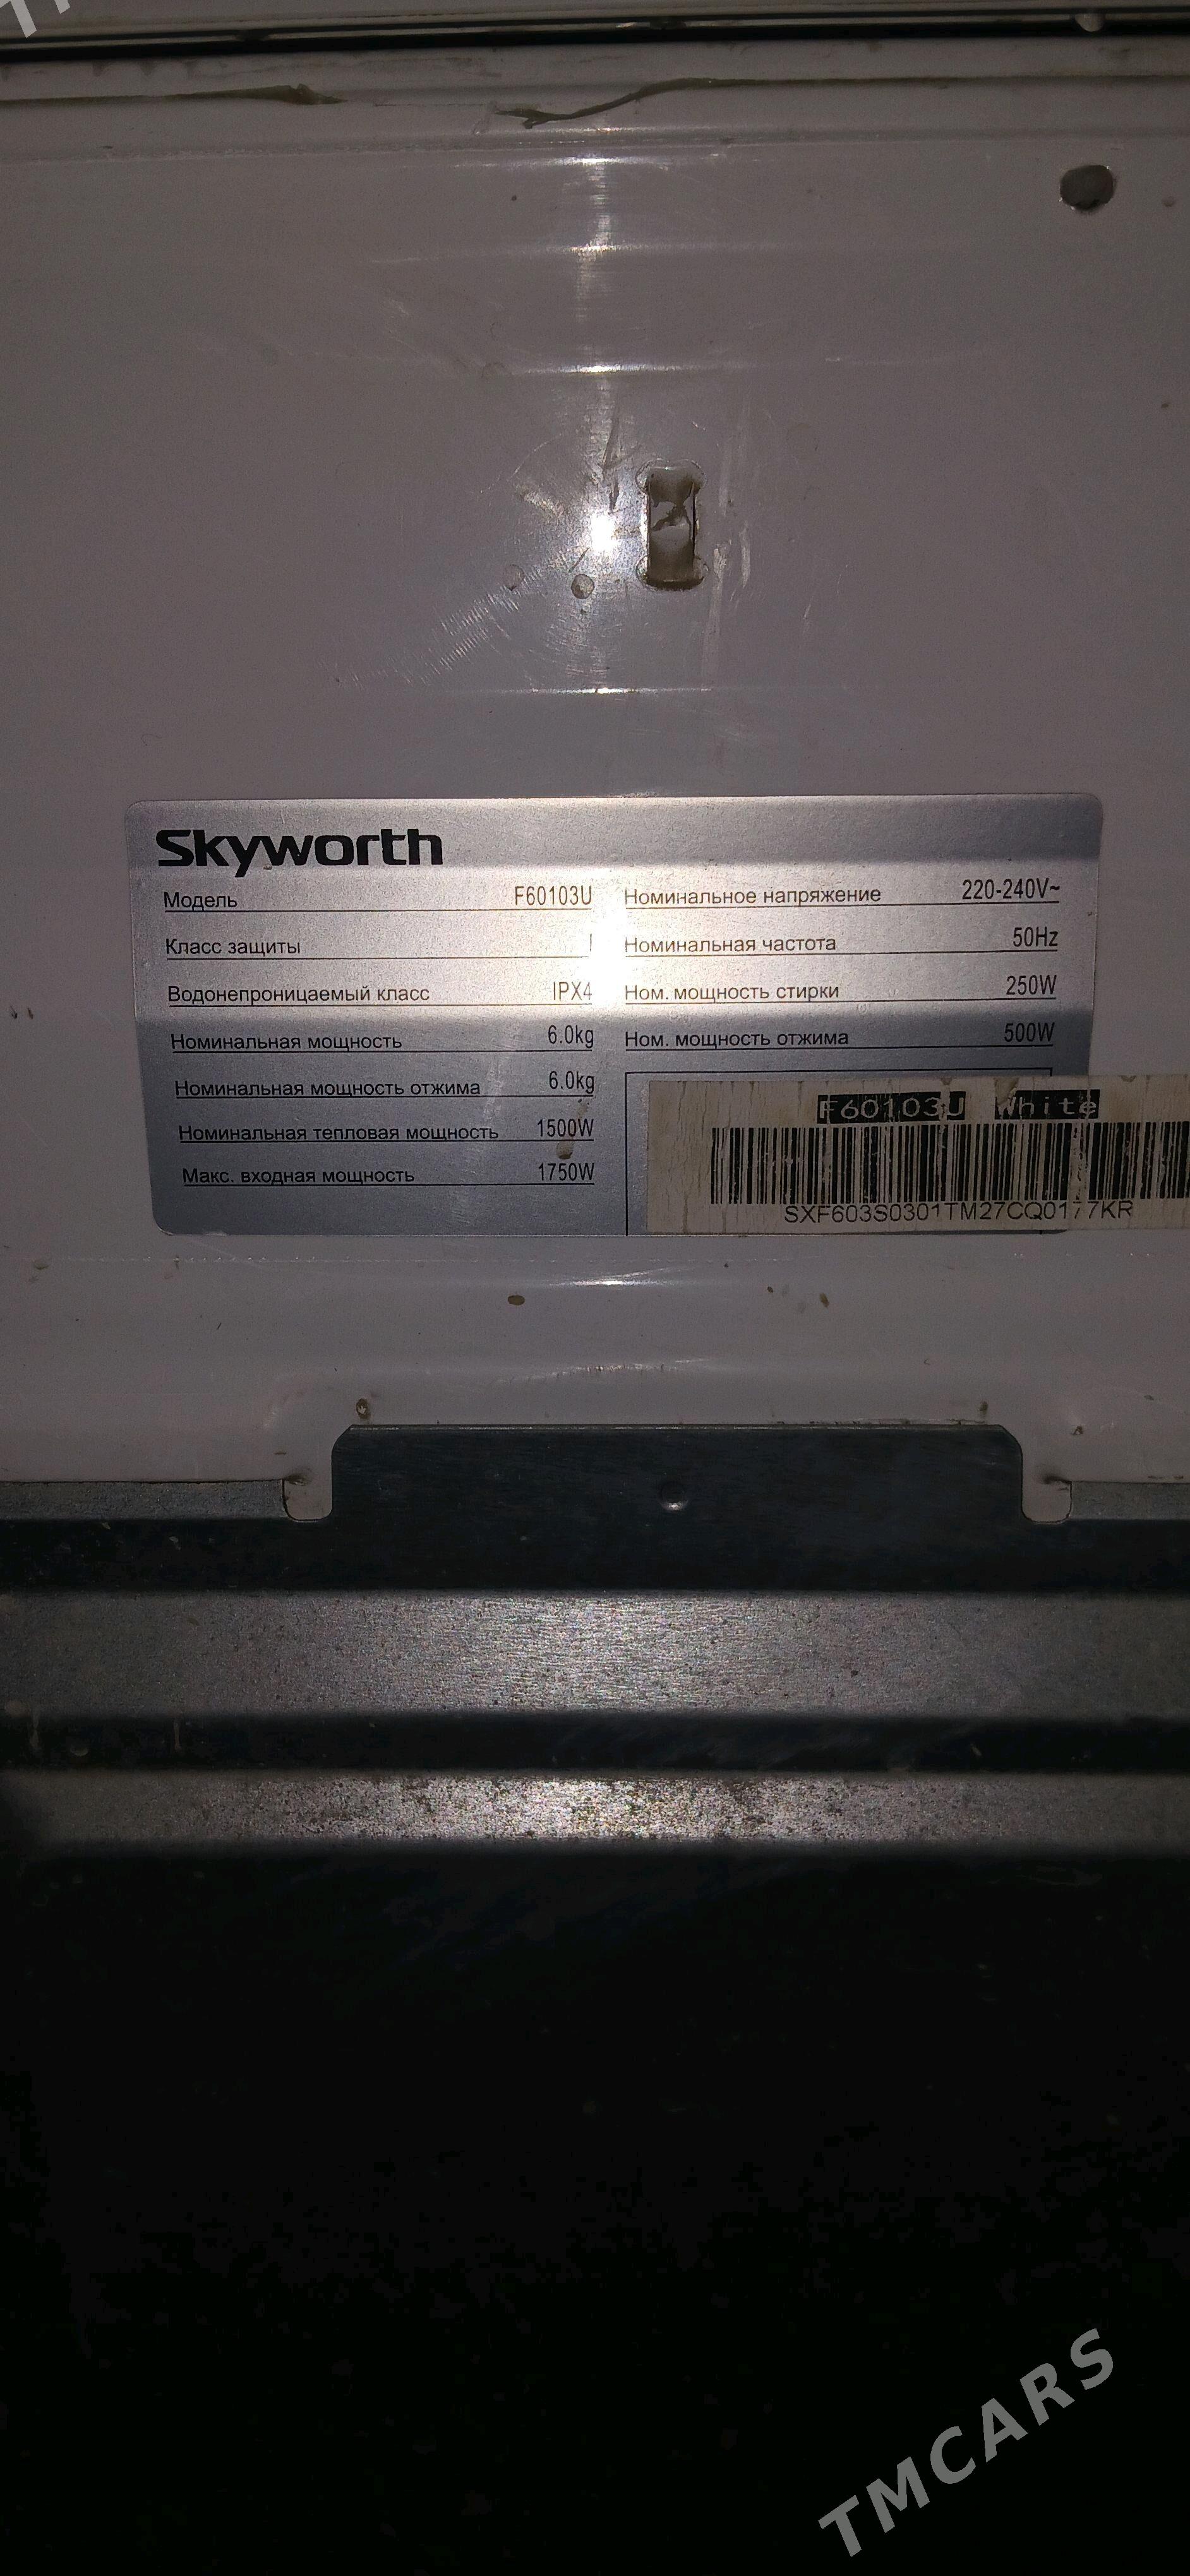 Skyworth
Модель F60103U
Класс защиты I
Водонепроницаемый класс IPX4
Номинальная мощность 6.0kg
Номинальная мощность отжима 6.0kg
Номинальная тепловая мощность 1500W
Макс. входная мощность 1750W
Номинальное напряжение 220-240V~
Номинальная частота 50Hz
Ном. мощность стирки 250W
Ном. мощность отжима 500W
F60103U White
SXF603S0301TM27CQ0177KR
TMCARS